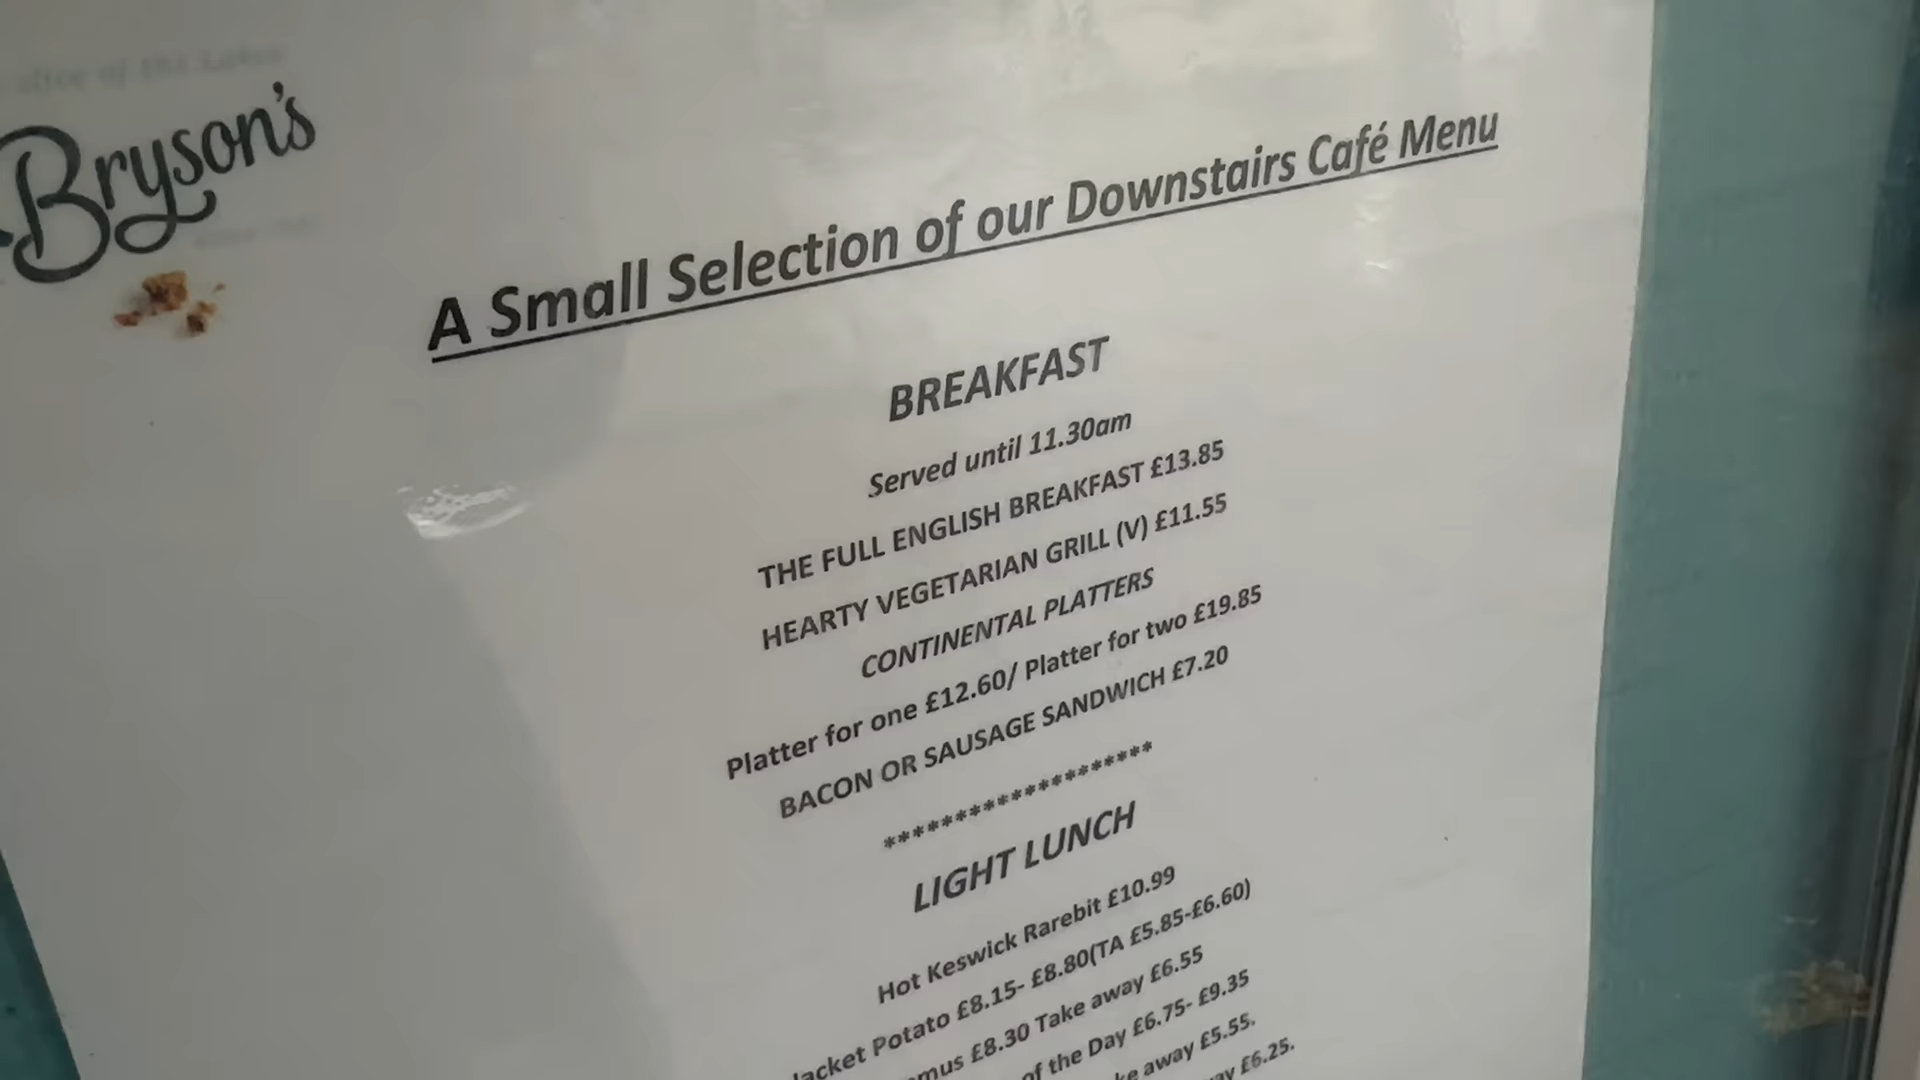 slice of the Lakes
Bryson's
A Small Selection of our Downstairs Café Menu
BREAKFAST
Served until 11.30am
THE FULL ENGLISH BREAKFAST £13.85
HEARTY VEGETARIAN GRILL (V) £11.55
CONTINENTAL PLATTERS
Platter for one £12.60/ Platter for two £19.85
BACON OR SAUSAGE SANDWICH £7.20
*******************
LIGHT LUNCH
Hot Keswick Rarebit £10.99
Jacket Potato £8.15- £8.80(TA £5.85-£6.60)
£8.30 Take away £6.55
of the Day £6.75- £9.35
away £5.55.
£6.25.